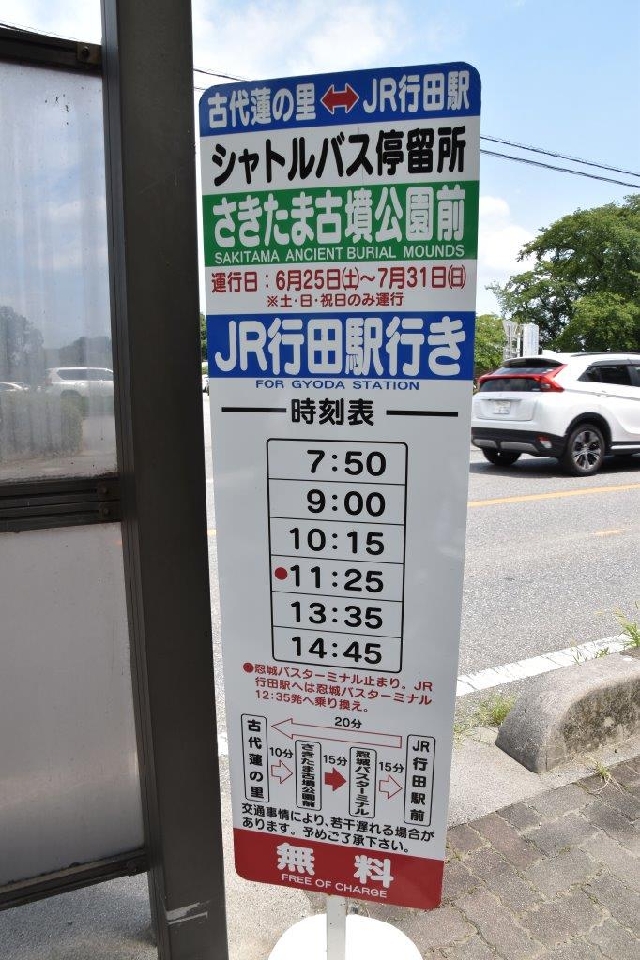 古代蓮の里 ↔ JR行田駅
シャトルバス停留所
さきたま古墳公園前
SAKITAMA ANCIENT BURIAL MOUNDS
運行日：6月25日(土)～7月31日(日)
※土・日・祝日のみ運行
JR行田駅行き
FOR GYODA STATION
時刻表
7:50
9:00
10:15
●11:25
13:35
14:45
●忍城バスターミナル止まり。JR
行田駅へは忍城バスターミナル
12:35発へ乗り換え。
20分
古代蓮の里
10分
さきたま古墳公園前
15分
忍城バスターミナル
15分
JR行田駅前
交通事情により、若干遅れる場合が
あります。予めご了承下さい。
無料
FREE OF CHARGE